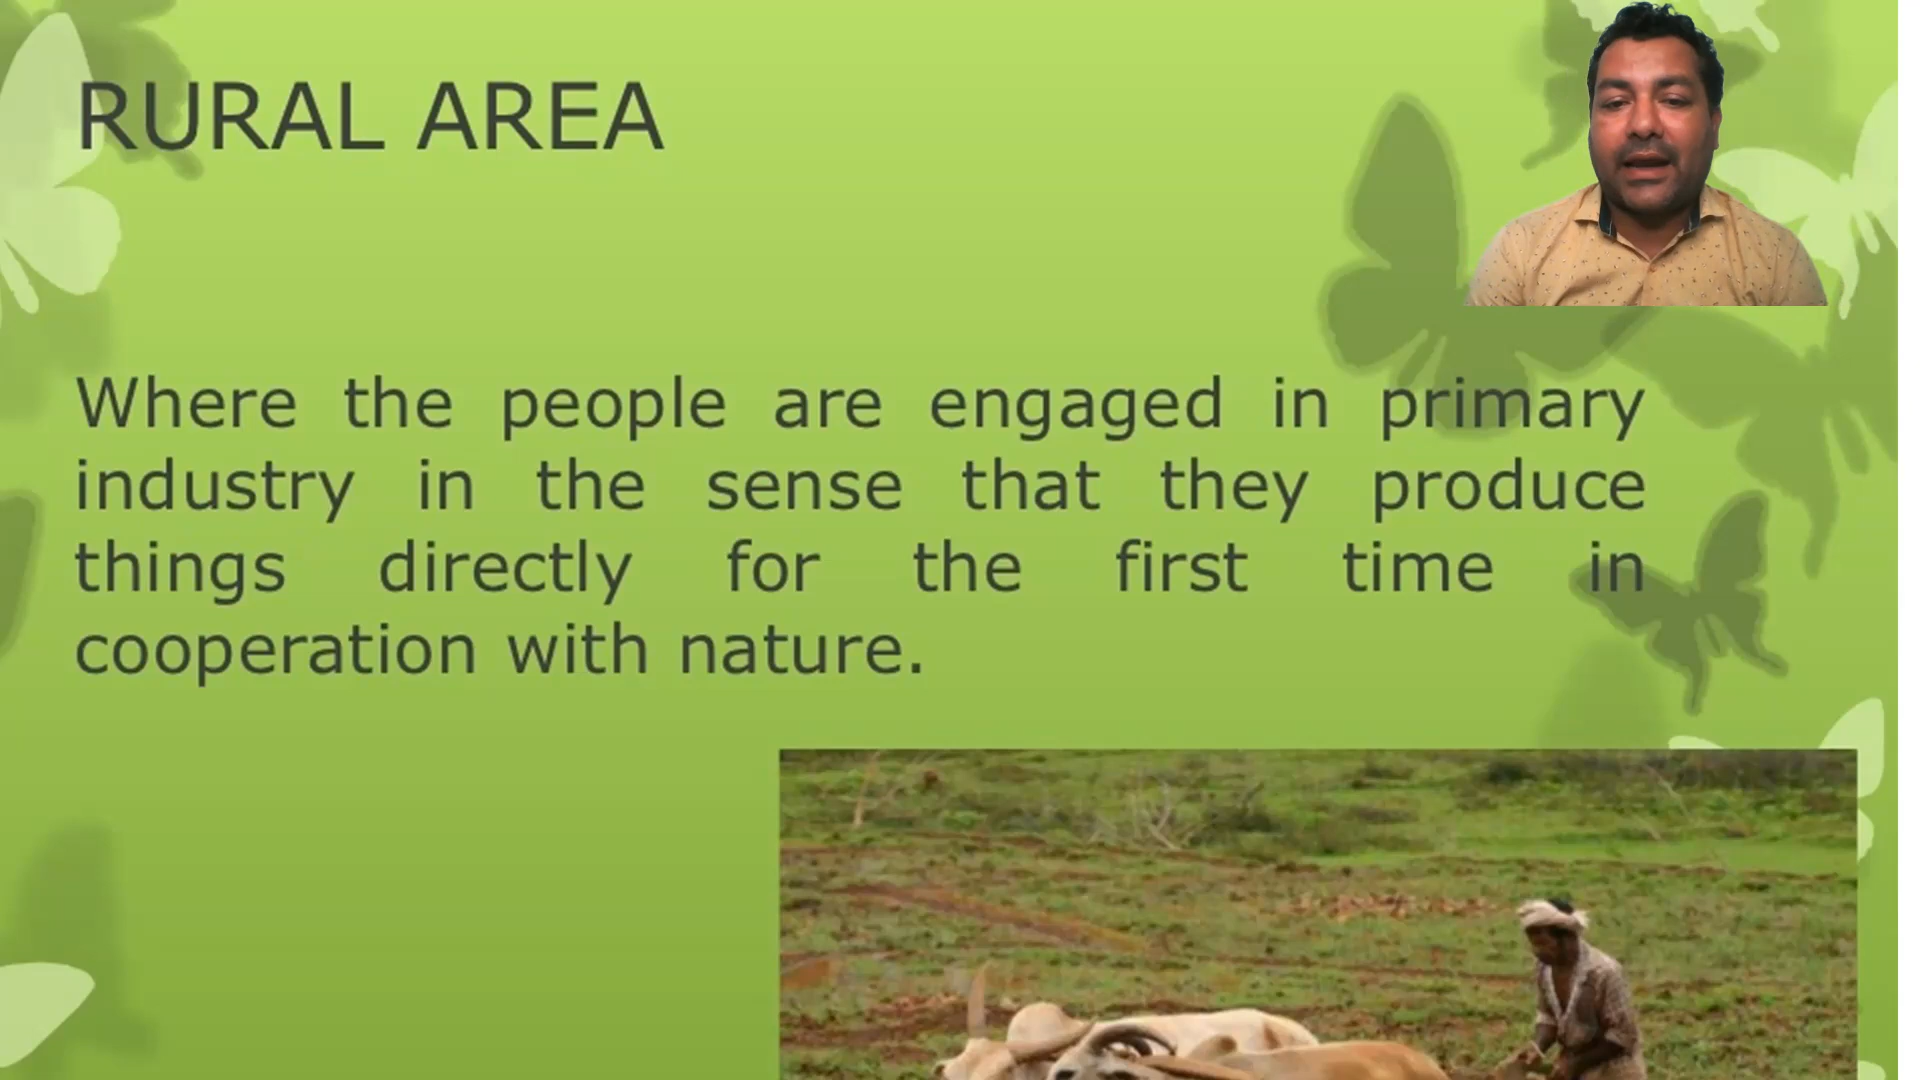 RURAL AREA
Where the people are engaged in primary
industry in the sense that they produce
things directly for the first time in
cooperation with nature.